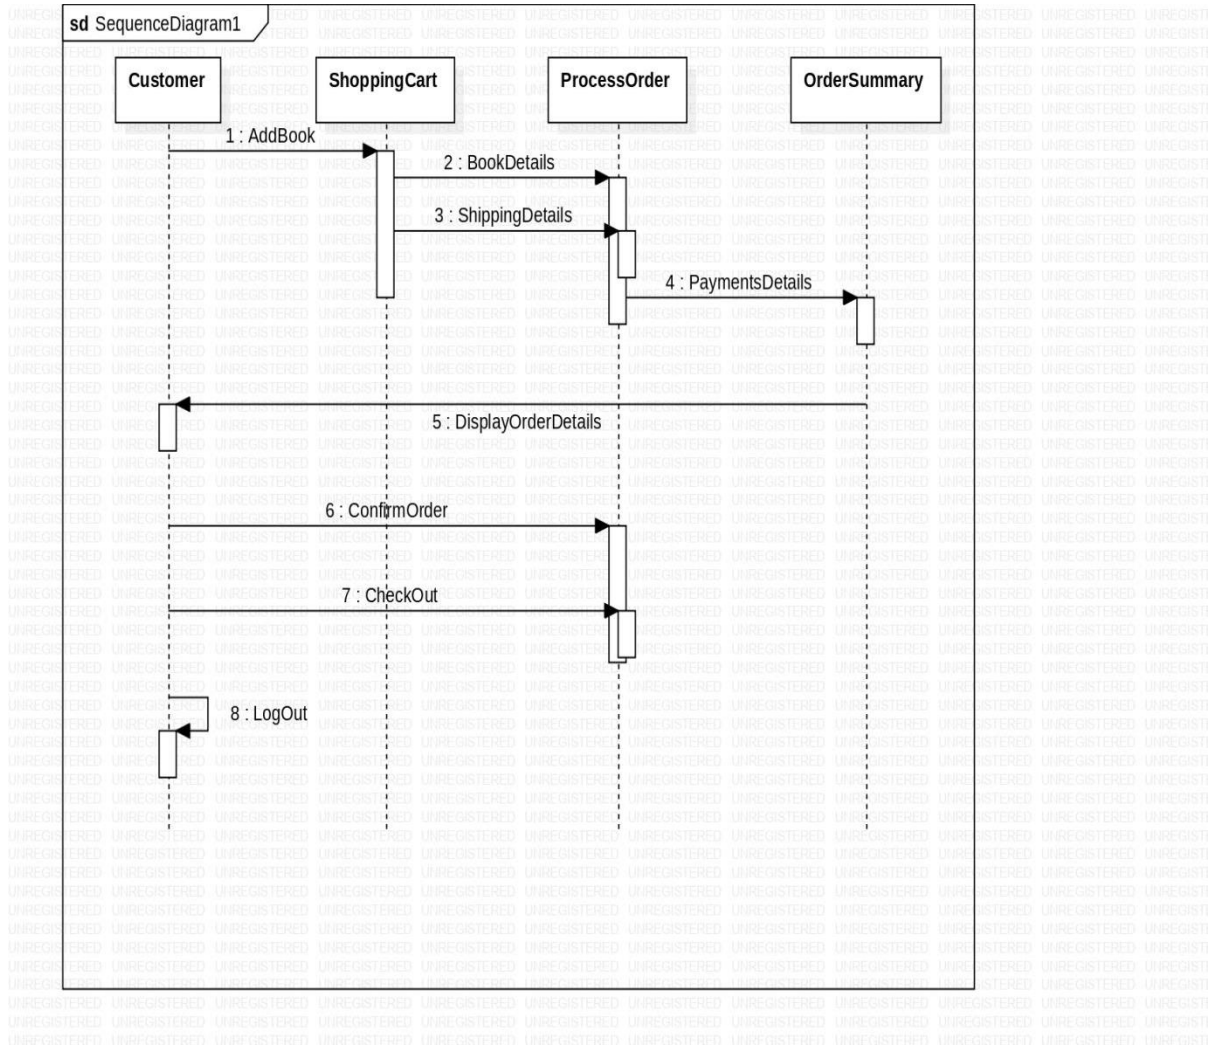 sd SequenceDiagram1
Customer
ShoppingCart
ProcessOrder
OrderSummary
1 : AddBook
2 : BookDetails
3 : ShippingDetails
4 : PaymentsDetails
5 : DisplayOrderDetails
6 : ConfirmOrder
7 : CheckOut
8 : LogOut
UNREGISTERED